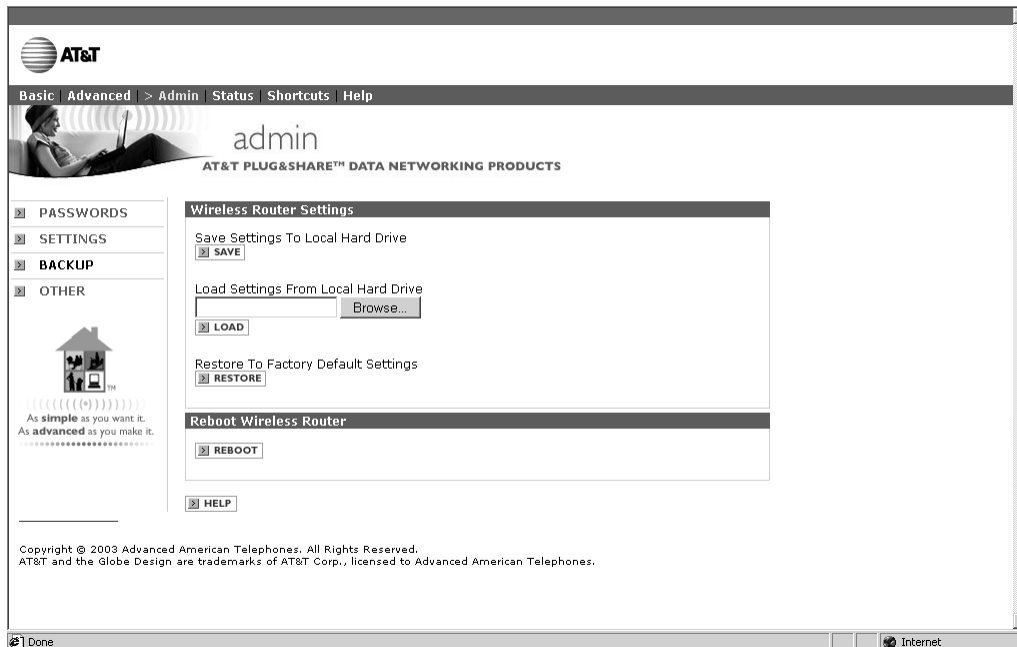 AT&T
Basic | Advanced | > Admin | Status | Shortcuts | Help
admin
AT&T PLUG&SHARE™ DATA NETWORKING PRODUCTS
PASSWORDS
SETTINGS
BACKUP
OTHER
TM
As simple as you want it.
As advanced as you make it.
Wireless Router Settings
Save Settings To Local Hard Drive
SAVE
Load Settings From Local Hard Drive
Browse...
LOAD
Restore To Factory Default Settings
RESTORE
Reboot Wireless Router
REBOOT
HELP
Copyright © 2003 Advanced American Telephones. All Rights Reserved.
AT&T and the Globe Design are trademarks of AT&T Corp., licensed to Advanced American Telephones.
Done
Internet